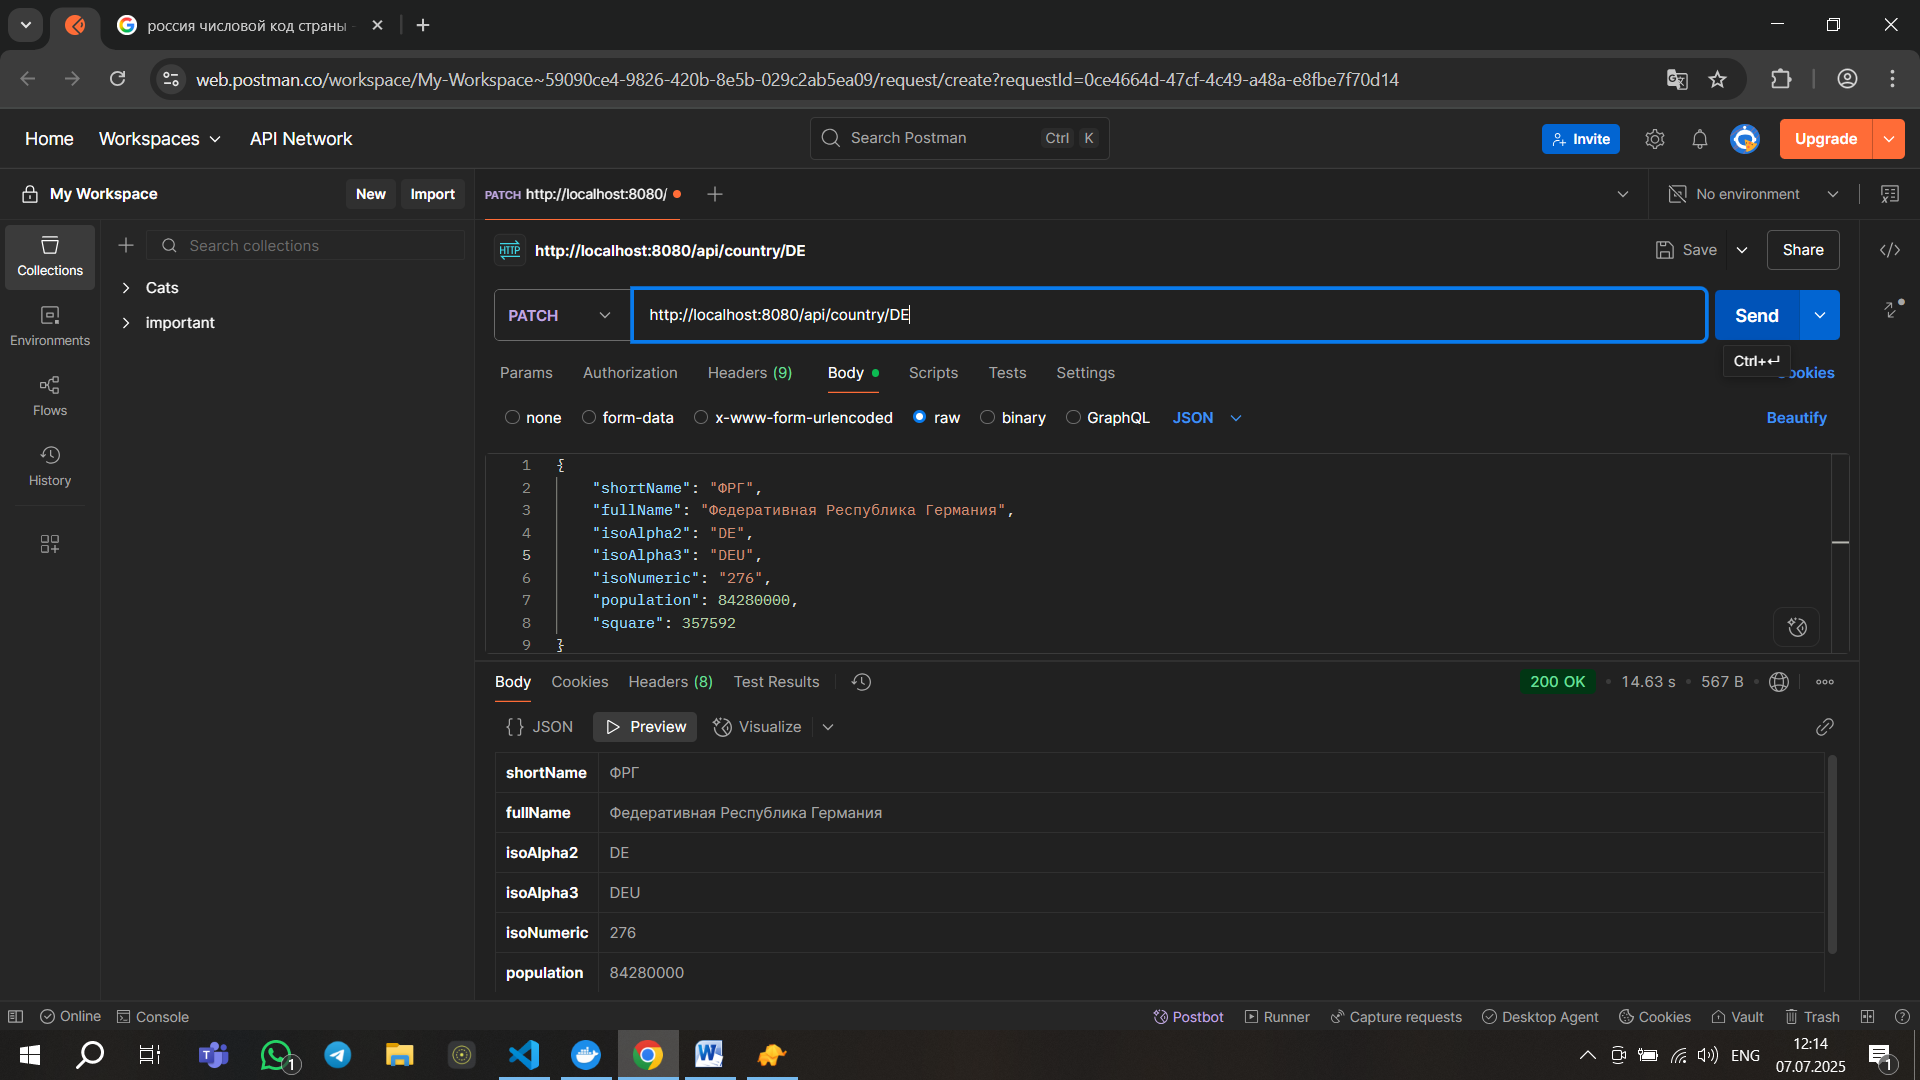 россия числовой код страны
web.postman.co/workspace/My-Workspace~59090ce4-9826-420b-8e5b-029c2ab5ea09/request/create?requestId=0ce4664d-47cf-4c49-a48a-e8fbe7f70d14
Home Workspaces API Network Search Postman Ctrl K Invite Upgrade
My Workspace New Import PATCH http://localhost:8080/ No environment
Search collections http://localhost:8080/api/country/DE Save Share
Collections
Cats
important
Environments
Flows
History
PATCH http://localhost:8080/api/country/DE Send
Ctrl+↵
Params Authorization Headers (9) Body Scripts Tests Settings ookies
none form-data x-www-form-urlencoded raw binary GraphQL JSON Beautify
1 {
2 "shortName": "ФРГ",
3 "fullName": "Федеративная Республика Германия",
4 "isoAlpha2": "DE",
5 "isoAlpha3": "DEU",
6 "isoNumeric": "276",
7 "population": 84280000,
8 "square": 357592
9 }
Body Cookies Headers (8) Test Results 200 OK • 14.63 s • 567 B •
{} JSON Preview Visualize
shortName ФРГ
fullName Федеративная Республика Германия
isoAlpha2 DE
isoAlpha3 DEU
isoNumeric 276
population 84280000
Online Console Postbot Runner Capture requests Desktop Agent Cookies Vault Trash
1 ENG 12:14
07.07.2025 1